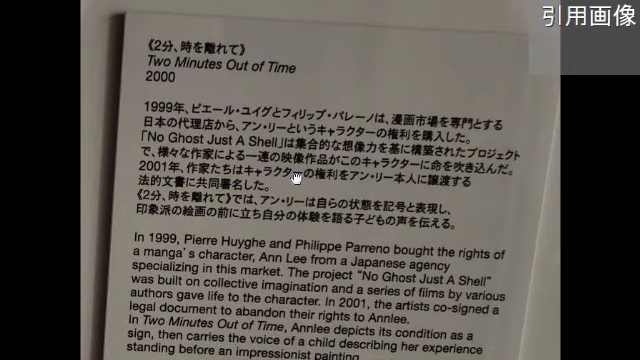 引用画像
《2分、時を離れて》
Two Minutes Out of Time
2000
1999年、ピエール・ユイグとフィリップ・パレーノは、漫画市場を専門とする
日本の代理店から、アン・リーというキャラクターの権利を購入した。
「No Ghost Just A Shell」は集合的な想像力を基に構築されたプロジェクト
で、様々な作家による一連の映像作品がこのキャラクターに命を吹き込んだ。
2001年、作家たちはキャラクターの権利をアン・リー本人に譲渡する
法的文書に共同署名した。
《2分、時を離れて》では、アン・リーは自らの状態を記号と表現し、
印象派の絵画の前に立ち自分の体験を語る子どもの声を伝える。
In 1999, Pierre Huyghe and Philippe Parreno bought the rights of
a manga's character, Ann Lee from a Japanese agency
specializing in this market. The project "No Ghost Just A Shell"
was built on collective imagination and a series of films by various
authors gave life to the character. In 2001, the artists co-signed a
legal document to abandon their rights to Annlee.
In Two Minutes Out of Time, Annlee depicts its condition as a
sign, then carries the voice of a child describing her experience
standing before an impressionist painting.